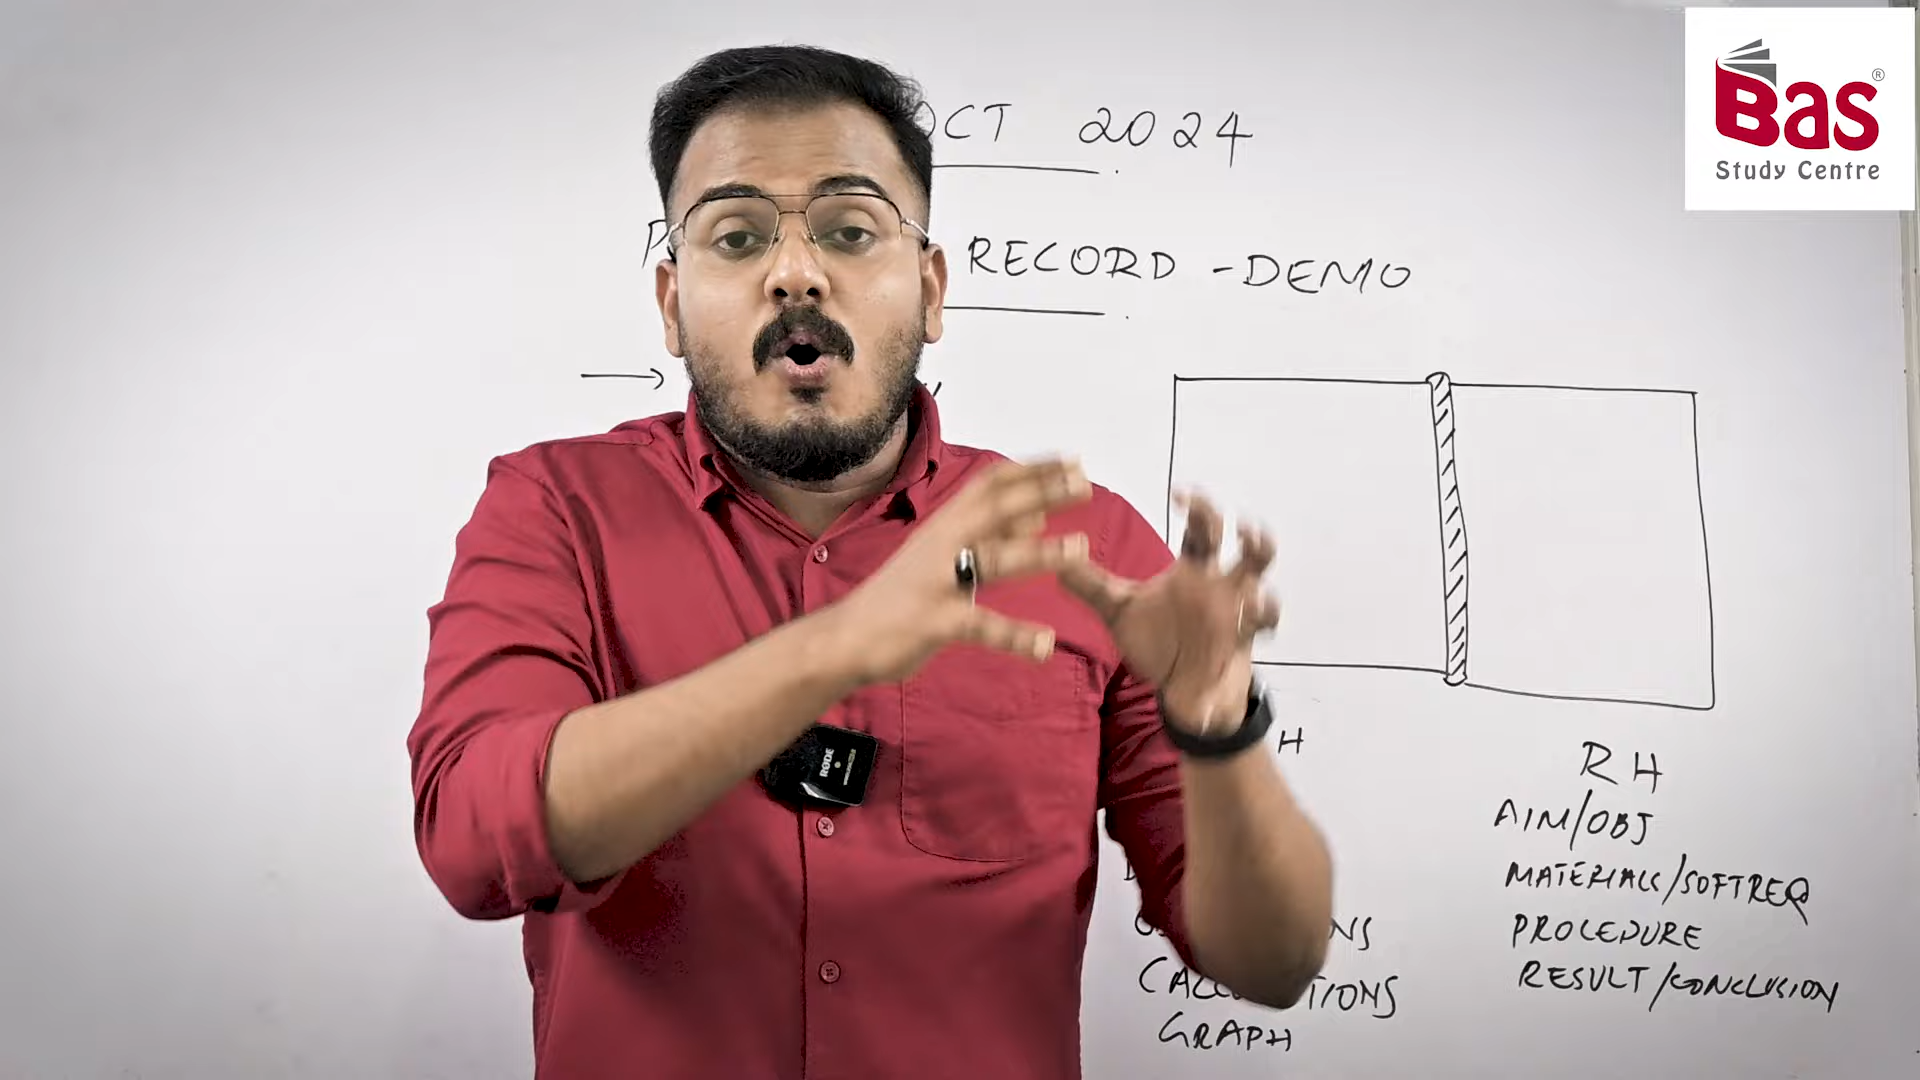 Bas®
Study Centre
OCT 2024
RECORD - DEMO
RODE
H
RH
AIM/OBJ
MATERIALS/SOFTREQ
PROCEDURE
RESULT/CONCLUSION
GRAPH